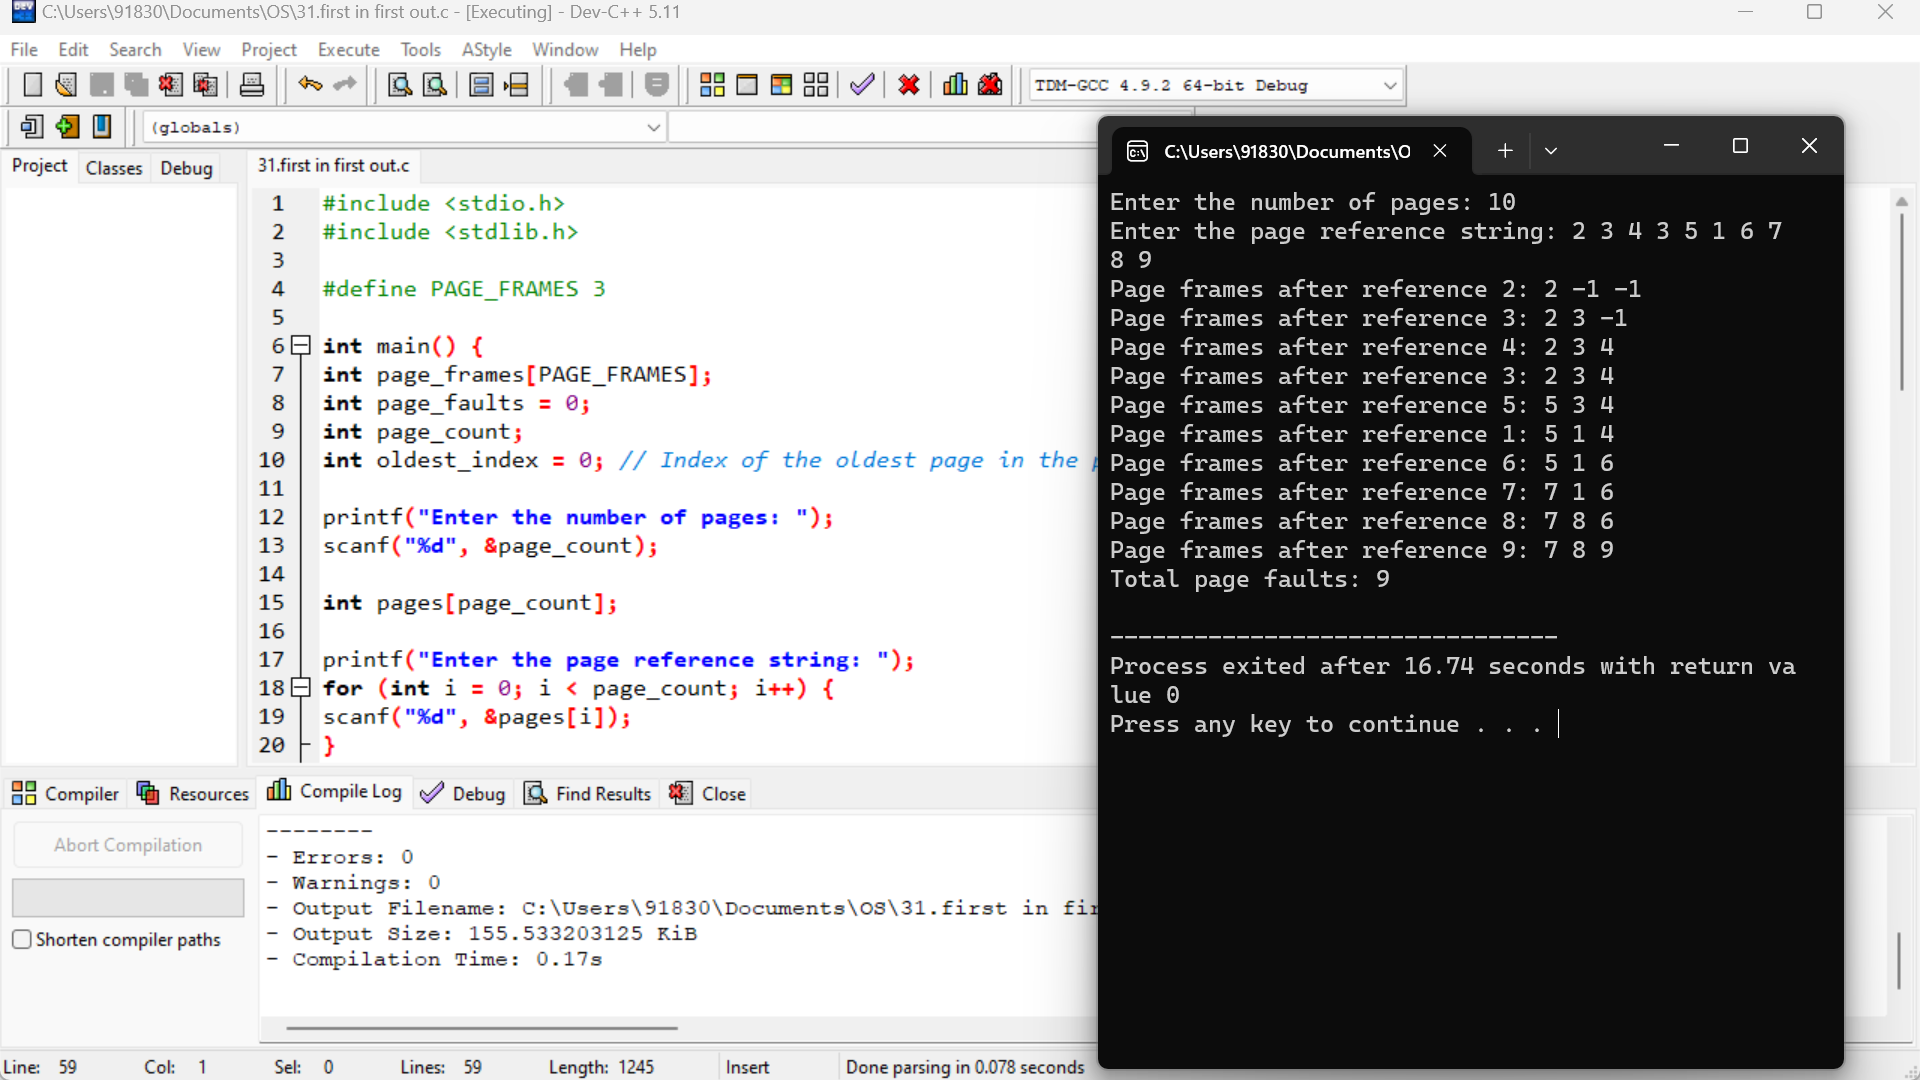 C:\Users\91830\Documents\OS\31.first in first out.c - [Executing] - Dev-C++ 5.11
File Edit Search View Project Execute Tools AStyle Window Help
TDM-GCC 4.9.2 64-bit Debug
(globals)
Project Classes Debug
31.first in first out.c
1 #include <stdio.h>
2 #include <stdlib.h>
3
4 #define PAGE_FRAMES 3
5
6 int main() {
7 int page_frames[PAGE_FRAMES];
8 int page_faults = 0;
9 int page_count;
10 int oldest_index = 0; // Index of the oldest page in the
11
12 printf("Enter the number of pages: ");
13 scanf("%d", &page_count);
14
15 int pages[page_count];
16
17 printf("Enter the page reference string: ");
18 for (int i = 0; i < page_count; i++) {
19 scanf("%d", &pages[i]);
20 }
C:\Users\91830\Documents\O
Enter the number of pages: 10
Enter the page reference string: 2 3 4 3 5 1 6 7
8 9
Page frames after reference 2: 2 -1 -1
Page frames after reference 3: 2 3 -1
Page frames after reference 4: 2 3 4
Page frames after reference 3: 2 3 4
Page frames after reference 5: 5 3 4
Page frames after reference 1: 5 1 4
Page frames after reference 6: 5 1 6
Page frames after reference 7: 7 1 6
Page frames after reference 8: 7 8 6
Page frames after reference 9: 7 8 9
Total page faults: 9
--------------------------------
Process exited after 16.74 seconds with return va
lue 0
Press any key to continue . . .
Compiler Resources Compile Log Debug Find Results Close
Abort Compilation
Shorten compiler paths
--------
- Errors: 0
- Warnings: 0
- Output Filename: C:\Users\91830\Documents\OS\31.first in fir
- Output Size: 155.533203125 KiB
- Compilation Time: 0.17s
Line: 59 Col: 1 Sel: 0 Lines: 59 Length: 1245 Insert Done parsing in 0.078 seconds